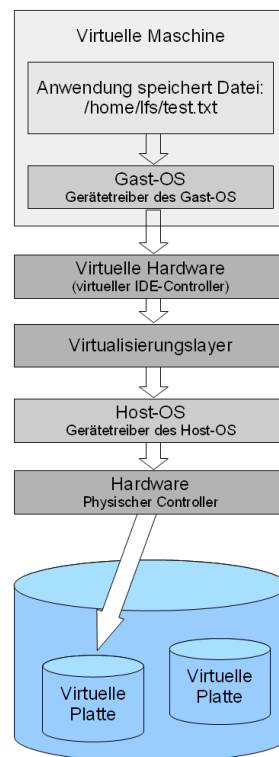 Virtuelle Maschine
Anwendung speichert Datei:
/home/lfs/test.txt
Gast-OS
Gerätetreiber des Gast-OS
Virtuelle Hardware
(virtueller IDE-Controller)
Virtualisierungslayer
Host-OS
Gerätetreiber des Host-OS
Hardware
Physischer Controller
Virtuelle
Platte
Virtuelle
Platte